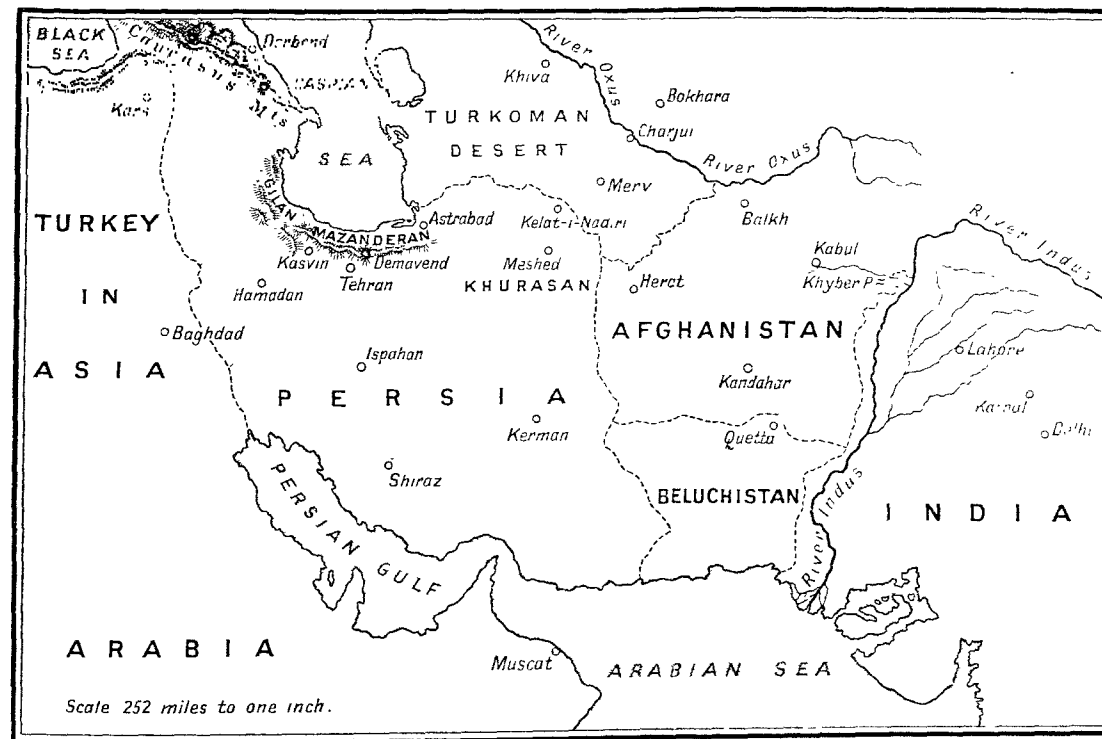 BLACK
SEA
Caucasus Mts
Derbend
Kars
CASPIAN
SEA
River Oxus
Khiva
Bokhara
TURKOMAN
DESERT
Charjui
River Oxus
Merv
Balkh
GILAN
MAZANDERAN
Astrabad
Kelat-i-Nadiri
TURKEY
IN
ASIA
Kasvin
Demavend
Tehran
Meshed
KHURASAN
Hamadan
Herat
Kabul
Khyber P
River Indus
Baghdad
AFGHANISTAN
Lahore
Ispahan
Kandahar
PERSIA
Karnal
Delhi
Kerman
Quetta
Shiraz
BELUCHISTAN
INDIA
River Indus
PERSIAN GULF
ARABIA
Muscat
ARABIAN SEA
Scale 252 miles to one inch.